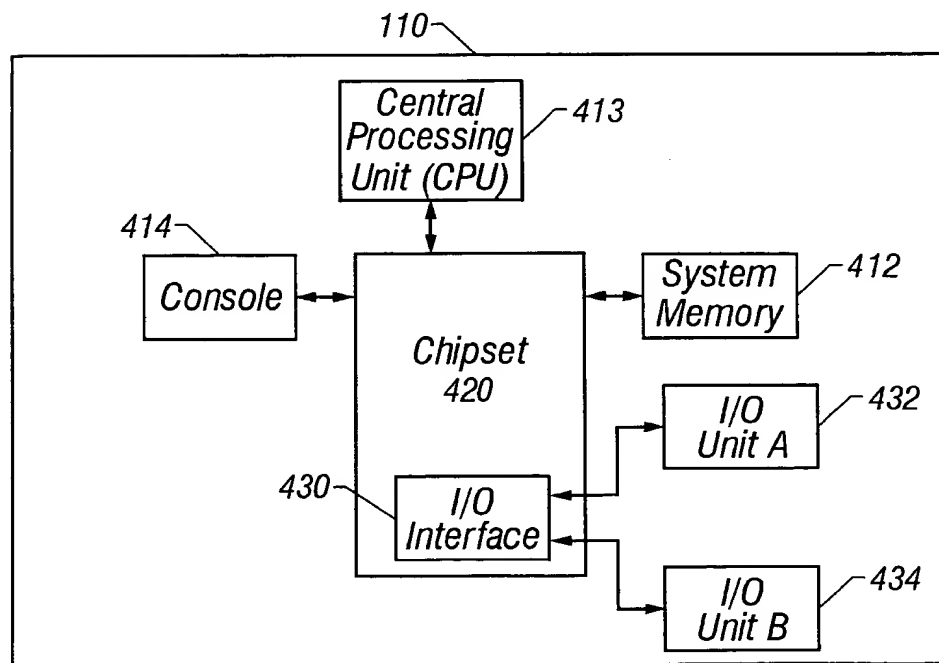 110
Central
Processing
Unit (CPU)
413
414
Console
System
Memory
412
Chipset
420
I/O
Unit A
432
430
I/O
Interface
I/O
Unit B
434